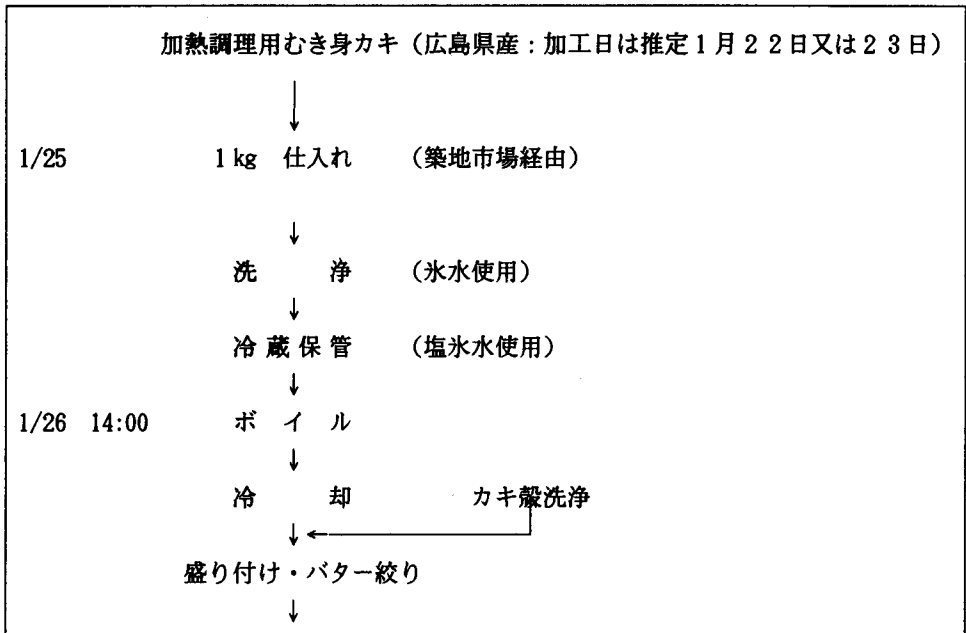 加熱調理用むき身カキ(広島県産:加工日は推定1月22日又は23日)
↓
1/25 1kg 仕入れ (築地市場経由)
↓
洗 浄 (氷水使用)
↓
冷蔵保管 (塩氷水使用)
↓
1/26 14:00 ボイル
↓
冷 却 カキ殻洗浄
↓ ←
盛り付け・バター絞り
↓